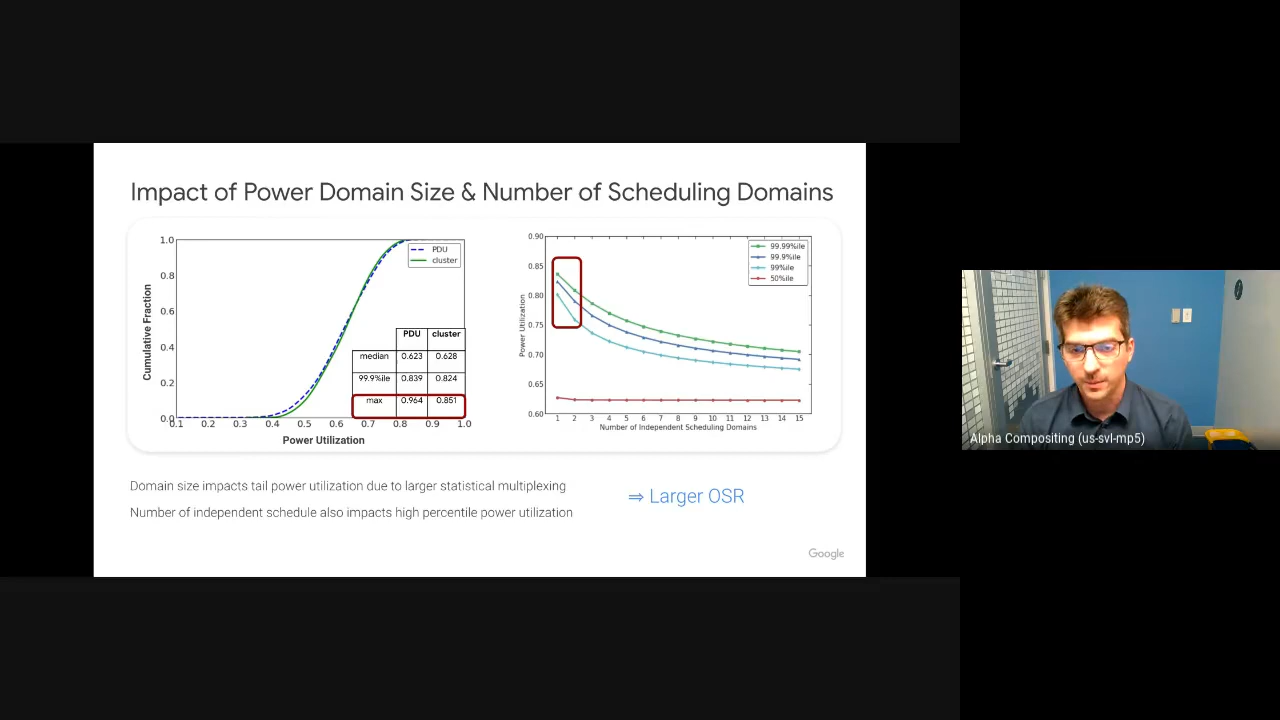 Impact of Power Domain Size & Number of Scheduling Domains
1.0
0.8
0.6
0.4
0.2
0.0
0.1 0.2 0.3 0.4 0.5 0.6 0.7 0.8 0.9 1.0
Cumulative Fraction
Power Utilization
PDU
cluster
PDU cluster
median 0.623 0.628
99.9%ile 0.839 0.824
max 0.964 0.851
0.90
0.85
0.80
0.75
0.70
0.65
0.60
1 2 3 4 5 6 7 8 9 10 11 12 13 14 15
Power Utilization
Number of Independent Scheduling Domains
99.99%ile
99.9%ile
99%ile
50%ile
Domain size impacts tail power utilization due to larger statistical multiplexing
Number of independent schedule also impacts high percentile power utilization
⇒ Larger OSR
Google
Alpha Compositing (us-svl-mp5)